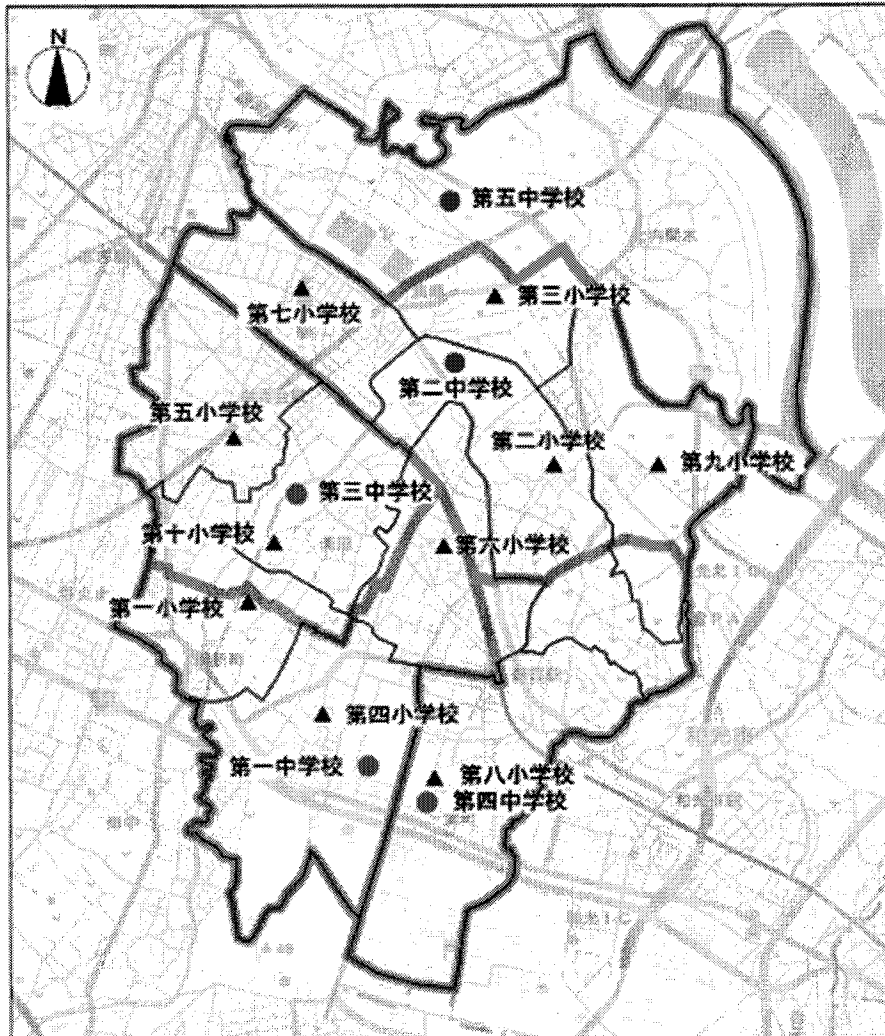 N
第五中学校
第三小学校
第七小学校
第二中学校
第五小学校
第二小学校
第九小学校
第三中学校
第十小学校
第六小学校
第一小学校
第四小学校
第一中学校
第八小学校
第四中学校